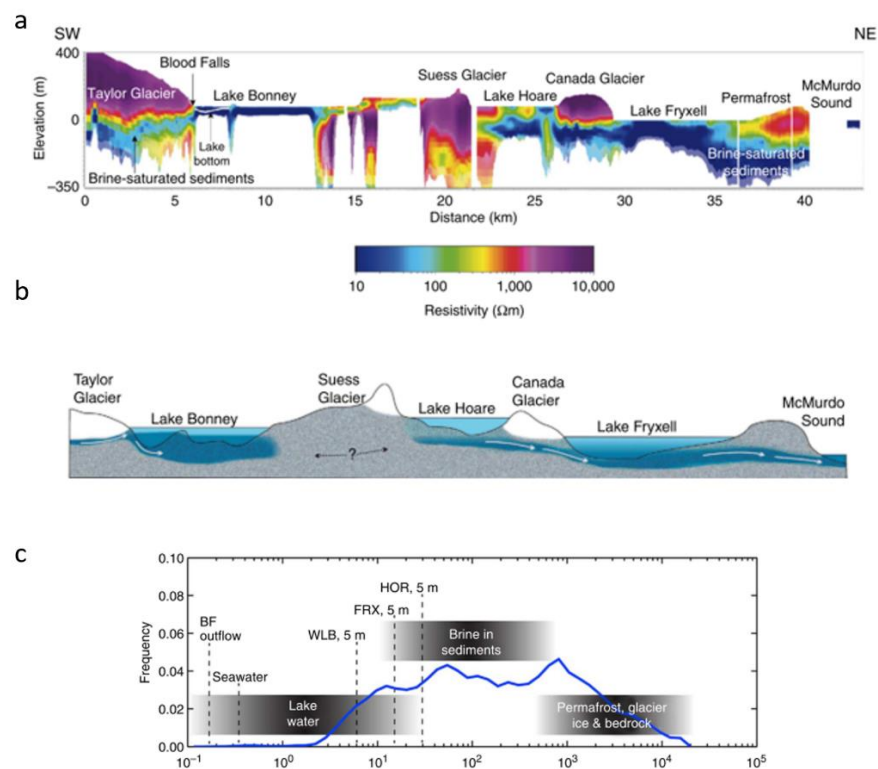 a
SW
NE
400
0
−350
Elevation (m)
Taylor Glacier
Blood Falls
Lake Bonney
Lake
bottom
Brine-saturated sediments
Suess Glacier
Lake Hoare
Canada Glacier
Lake Fryxell
Permafrost
McMurdo
Sound
Brine-saturated
sediments
0 5 10 15 20 25 30 35 40
Distance (km)
10 100 1,000 10,000
Resistivity (Ωm)
b
Taylor
Glacier
Lake Bonney
Suess
Glacier
Lake Hoare
Canada
Glacier
Lake Fryxell
McMurdo
Sound
?
c
0.10
0.08
0.06
0.04
0.02
0.00
Frequency
BF
outflow
Seawater
WLB, 5 m
FRX, 5 m
HOR, 5 m
Brine in
sediments
Lake
water
Permafrost, glacier
ice & bedrock
10⁻¹ 10⁰ 10¹ 10² 10³ 10⁴ 10⁵